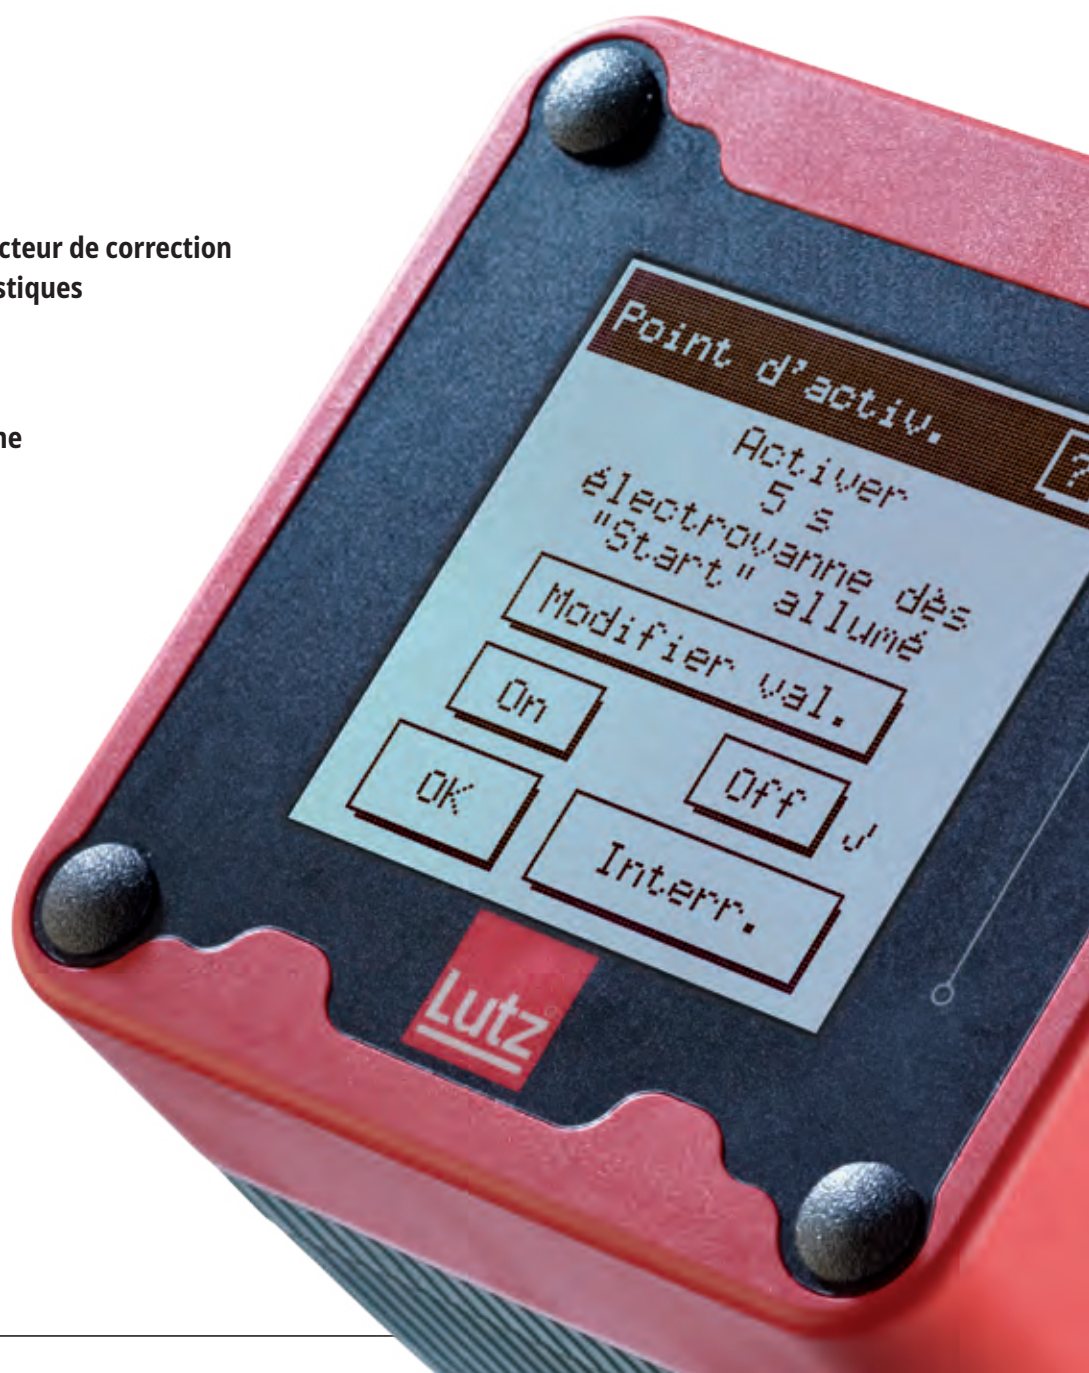 cteur de correction
stiques
ne
Point d'activ.
?
Activer
5 s
électrovanne dès
"Start" allumé
Modifier val.
On
Off
OK
Interr.
Lutz